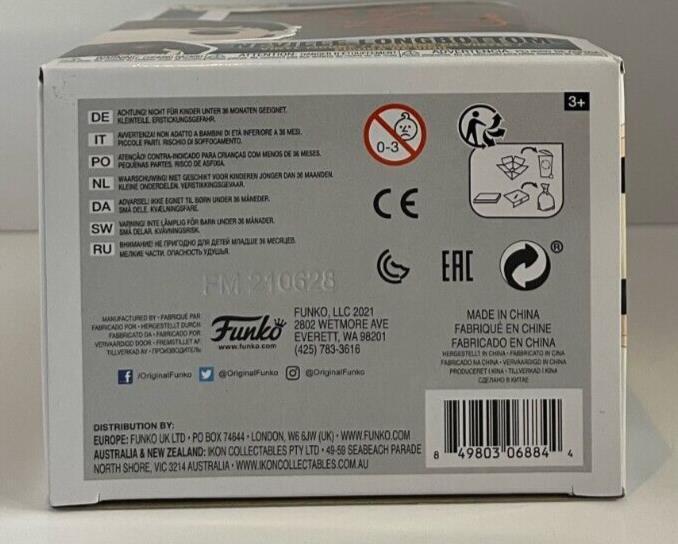 NEVILLE LONGBOTTOM
3+
DE ACHTUNG! NICHT FÜR KINDER UNTER 36 MONATEN GEEIGNET.
KLEINTEILE. ERSTICKUNGSGEFAHR.
IT AVVERTENZA! NON ADATTO A BAMBINI DI ETÀ INFERIORE A 36 MESI.
PICCOLE PARTI. RISCHIO DI SOFFOCAMENTO.
PO ATENÇÃO! CONTRA-INDICADO PARA CRIANÇAS COM MENOS DE 36 MESES.
PEQUENAS PARTES. RISCO DE ASFIXIA.
NL WAARSCHUWING! NIET GESCHIKT VOOR KINDEREN JONGER DAN 36 MAANDEN.
KLEINE ONDERDELEN. VERSTIKKINGSGEVAAR.
DA ADVARSEL! IKKE EGNET TIL BØRN UNDER 36 MÅNEDER.
SMÅ DELE. KVÆLNINGSFARE.
SW VARNING! INTE LÄMPLIG FÖR BARN UNDER 36 MÅNADER.
SMÅ DELAR. KVÄVNINGSRISK.
RU ВНИМАНИЕ! НЕ ПРИГОДНО ДЛЯ ДЕТЕЙ МЛАДШЕ 36 МЕСЯЦЕВ.
МЕЛКИЕ ЧАСТИ. ОПАСНОСТЬ УДУШЬЯ.
0-3
CE
EAC
®
FM 210628
MANUFACTURED BY • FABRIQUÉ PAR
FABRICADO POR • HERGESTELLT DURCH
FABBRICATO DA • FABRICADO POR
VERVAARDIGD DOOR • FREMSTILLET AF
TILLVERKAD AV • ПРОИЗВОДИТЕЛЬ
Funko
www.funko.com
FUNKO, LLC 2021
2802 WETMORE AVE
EVERETT, WA 98201
(425) 783-3616
MADE IN CHINA
FABRIQUÉ EN CHINE
FABRICADO EN CHINA
HERGESTELLT IN CHINA • FABBRICATO IN CINA
FABRICADO NA CHINA • VERVAARDIGD IN CHINA
PRODUCERET I KINA • TILLVERKAD I KINA
СДЕЛАНО В КИТАЕ
/OriginalFunko @OriginalFunko @OriginalFunko
DISTRIBUTION BY:
EUROPE: FUNKO UK LTD • PO BOX 74644 • LONDON, W6 6JW (UK) • WWW.FUNKO.COM
AUSTRALIA & NEW ZEALAND: IKON COLLECTABLES PTY LTD • 49-59 SEABEACH PARADE
NORTH SHORE, VIC 3214 AUSTRALIA • WWW.IKONCOLLECTABLES.COM.AU
8 49803 06884 4